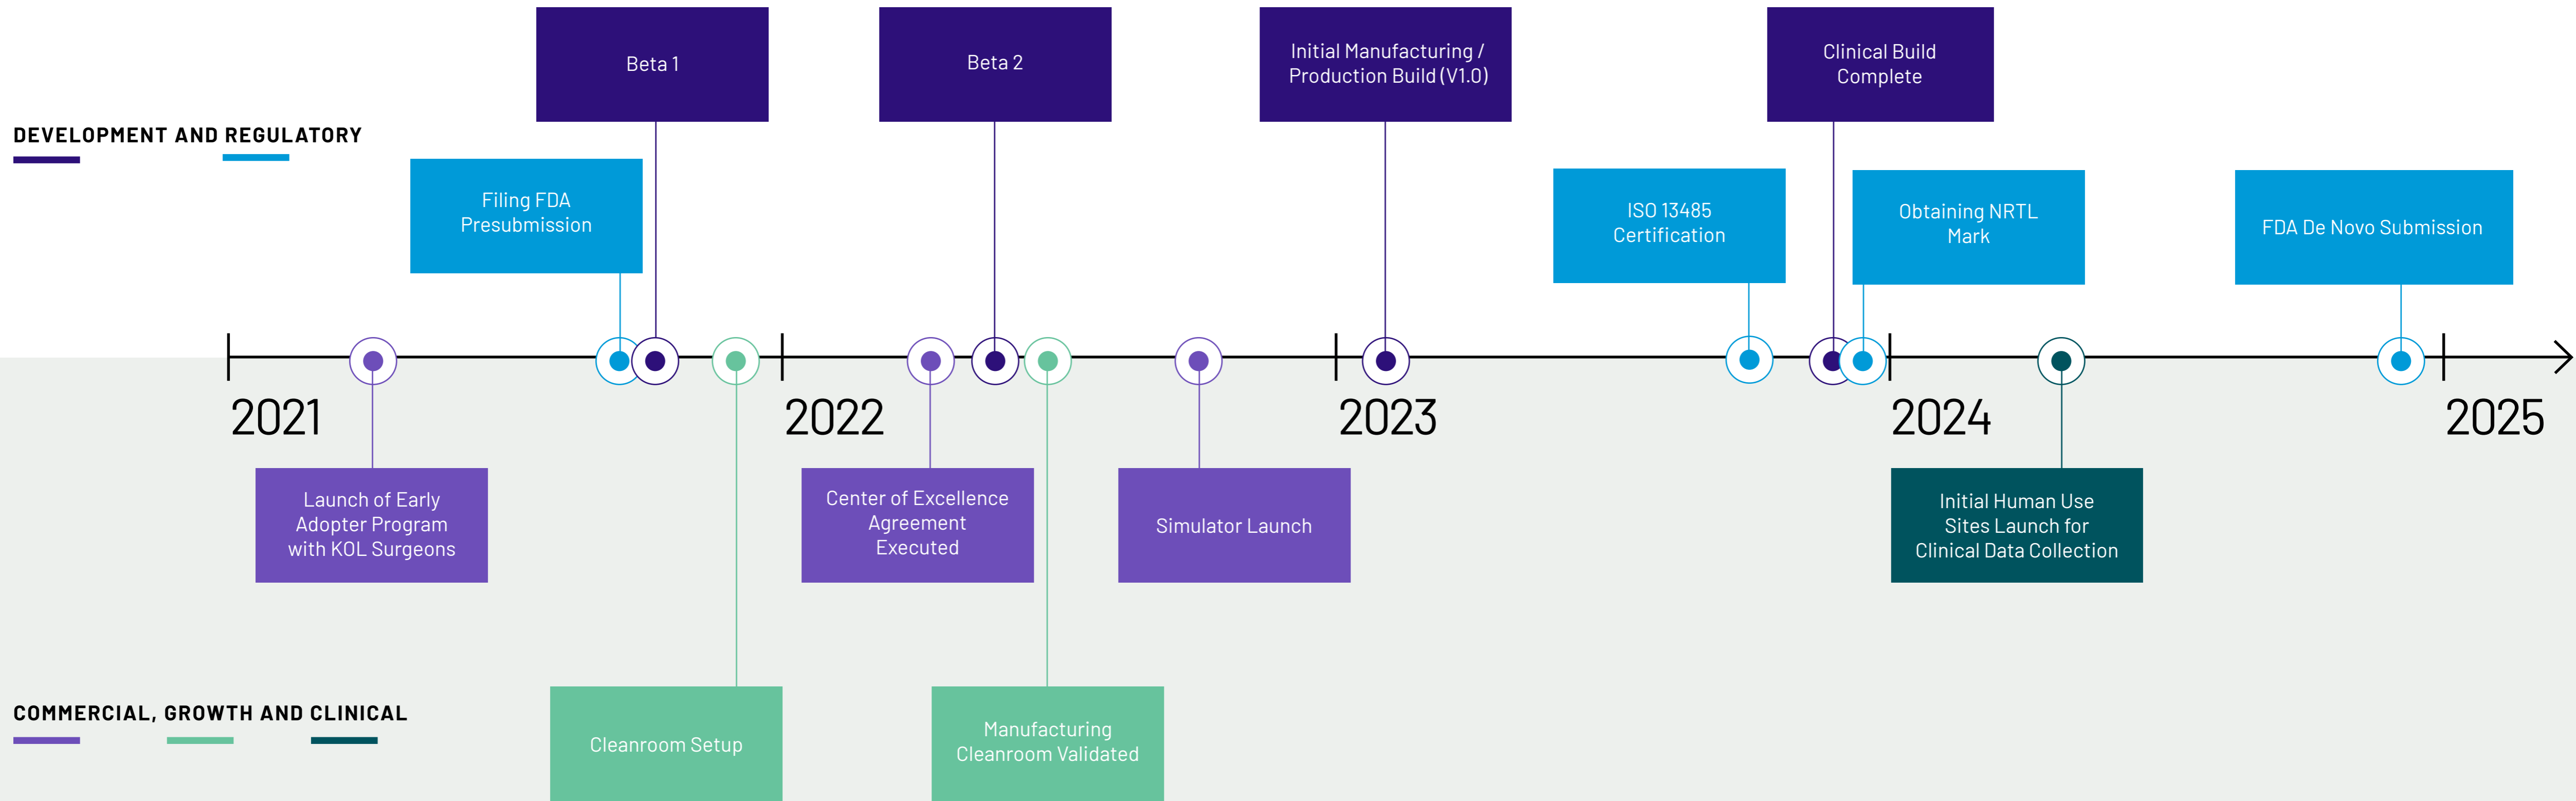 Beta 1
Beta 2
Initial Manufacturing /
Production Build (V1.0)
Clinical Build
Complete
DEVELOPMENT AND REGULATORY
Filing FDA
Presubmission
ISO 13485
Certification
Obtaining NRTL
Mark
FDA De Novo Submission
2021
2022
2023
2024
2025
Launch of Early
Adopter Program
with KOL Surgeons
Center of Excellence
Agreement
Executed
Simulator Launch
Initial Human Use
Sites Launch for
Clinical Data Collection
COMMERCIAL, GROWTH AND CLINICAL
Cleanroom Setup
Manufacturing
Cleanroom Validated